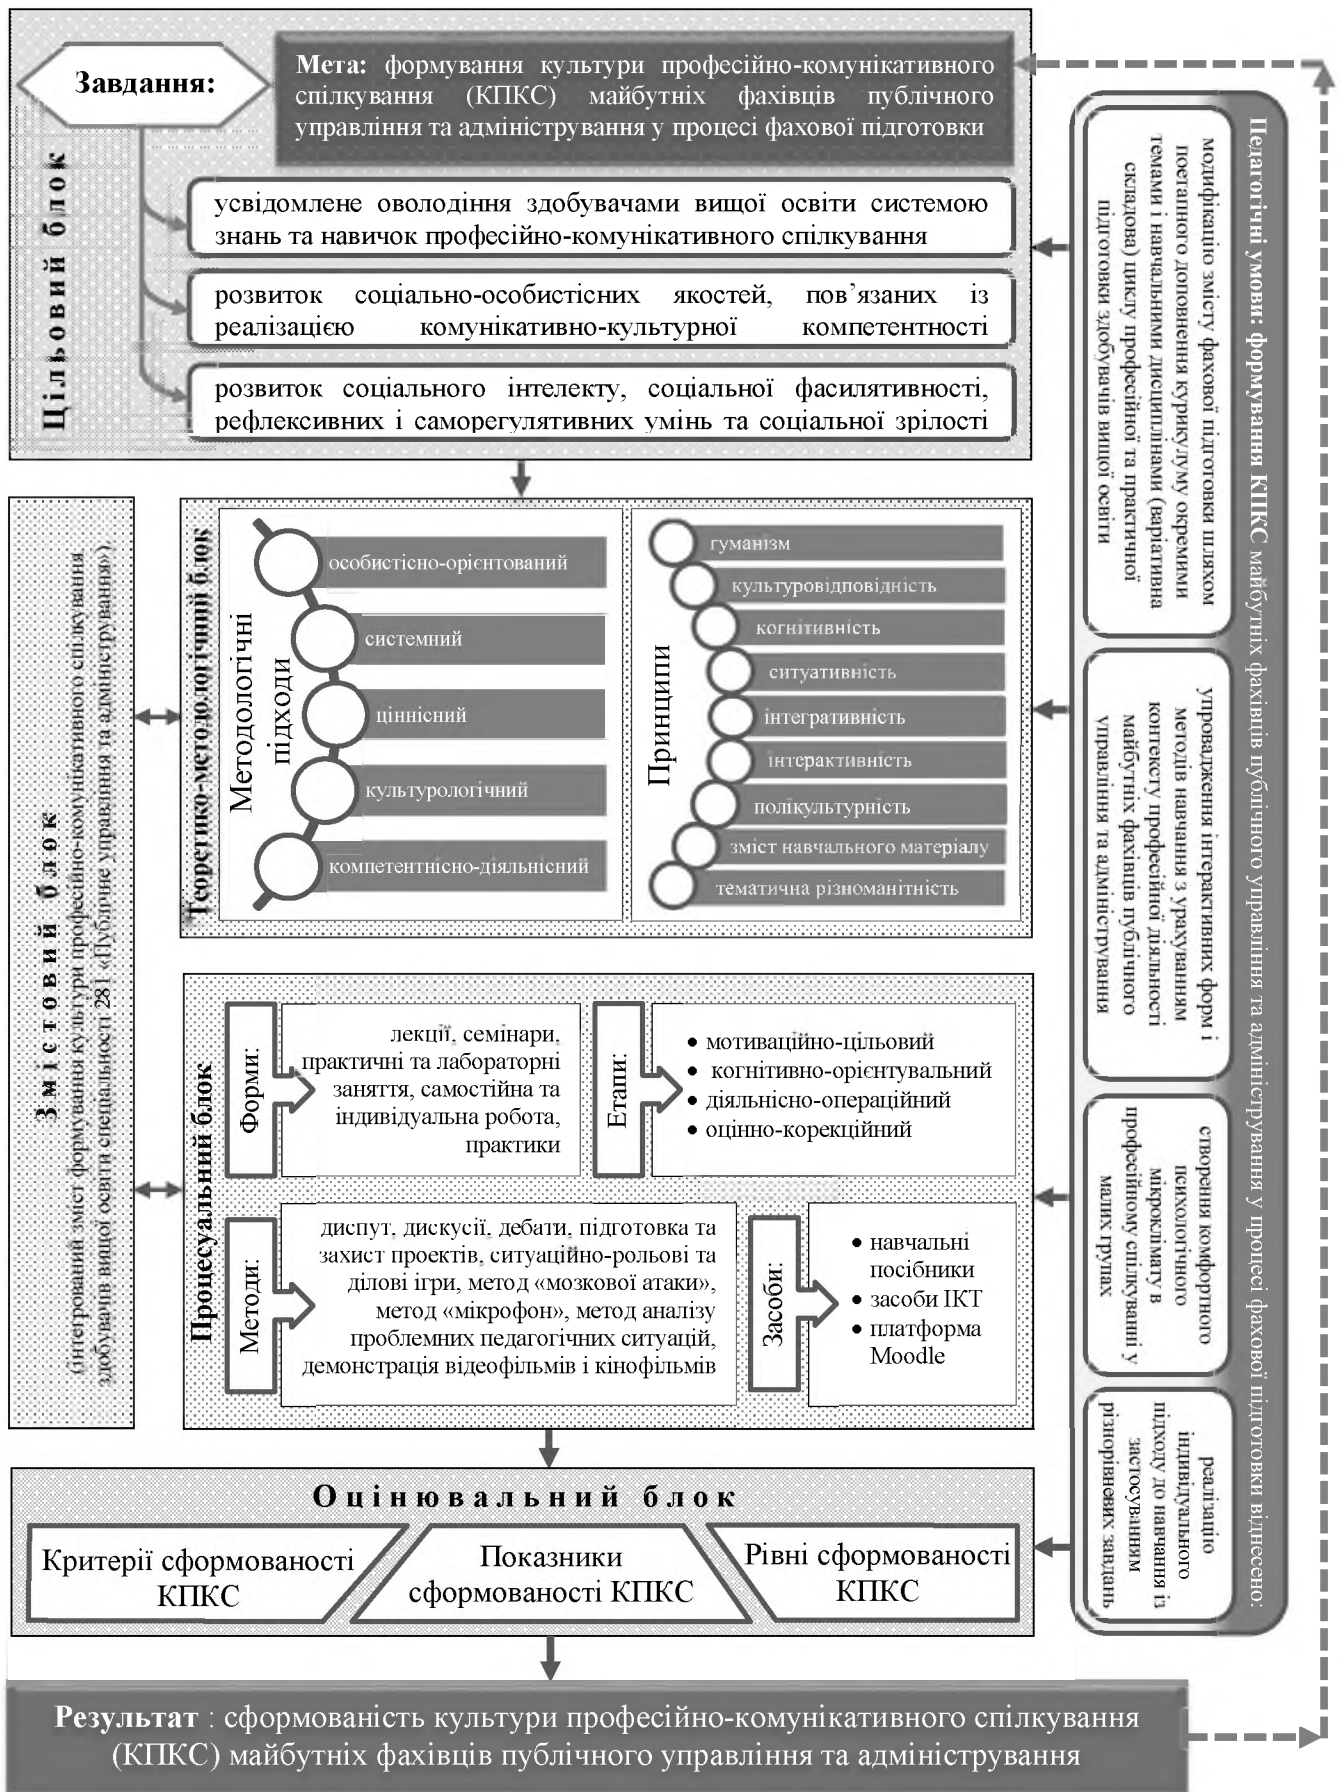 Завдання:
Мета: формування культури професійно-комунікативного
спілкування (КПКС) майбутніх фахівців публічного
управління та адміністрування у процесі фахової підготовки
Цільовий блок
усвідомлене оволодіння здобувачами вищої освіти системою
знань та навичок професійно-комунікативного спілкування
розвиток соціально-особистісних якостей, пов’язаних із
реалізацією комунікативно-культурної компетентності
розвиток соціального інтелекту, соціальної фасилятивності,
рефлексивних і саморегулятивних умінь та соціальної зрілості
Змістовий блок
(інтегрований зміст формування культури професійно-комунікативного спілкування
здобувачів вищої освіти спеціальності 281 «Публічне управління та адміністрування»).
Теоретико-методологічний блок
Методологічні
підходи
особистісно-орієнтований
системний
ціннісний
культурологічний
компетентнісно-діяльнісний
Принципи
гуманізм
культуровідповідність
когнітивність
ситуативність
інтегративність
інтерактивність
полікультурність
зміст навчального матеріалу
тематична різноманітність
Процесуальний блок
Форми:
лекції, семінари,
практичні та лабораторні
заняття, самостійна та
індивідуальна робота,
практики
Етапи:
• мотиваційно-цільовий
• когнітивно-орієнтувальний
• діяльнісно-операційний
• оцінно-корекційний
Методи:
диспут, дискусії, дебати, підготовка та
захист проектів, ситуаційно-рольові та
ділові ігри, метод «мозкової атаки»,
метод «мікрофон», метод аналізу
проблемних педагогічних ситуацій,
демонстрація відеофільмів і кінофільмів
Засоби:
• навчальні
посібники
• засоби ІКТ
• платформа
Moodle
Оцінювальний блок
Критерії сформованості
КПКС
Показники
сформованості КПКС
Рівні сформованості
КПКС
Результат : сформованість культури професійно-комунікативного спілкування
(КПКС) майбутніх фахівців публічного управління та адміністрування
Педагогічні умови: формування КПКС майбутніх фахівців публічного управління та адміністрування у процесі фахової підготовки віднесено:
модифікацію змісту фахової підготовки шляхом
поетапного доповнення курикулуму окремими
темами і навчальними дисциплінами (варіативна
складова) циклу професійної та практичної
підготовки здобувачів вищої освіти
упровадження інтерактивних форм і
методів навчання з урахуванням
контексту професійної діяльності
майбутніх фахівців публічного
управління та адміністрування
створення комфортного
психологічного
мікроклімату в
професійному спілкуванні у
малих групах
реалізацію
індивідуального
підходу до навчання із
застосуванням
різнорівневих завдань